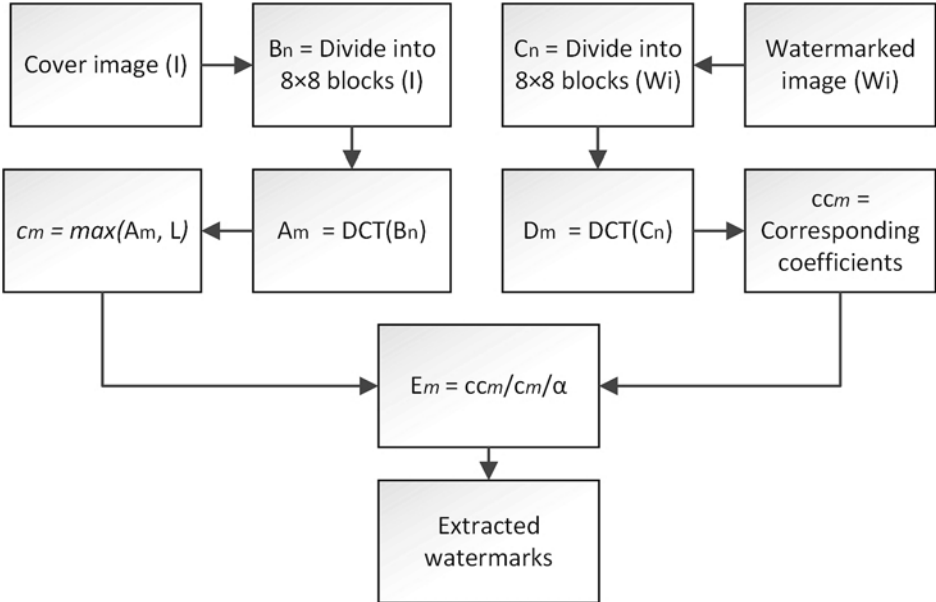 Cover image (I)
Bn = Divide into
8×8 blocks (I)
Cn = Divide into
8×8 blocks (Wi)
Watermarked
image (Wi)
cm = max(Am, L)
Am = DCT(Bn)
Dm = DCT(Cn)
ccm =
Corresponding
coefficients
Em = ccm/cm/α
Extracted
watermarks